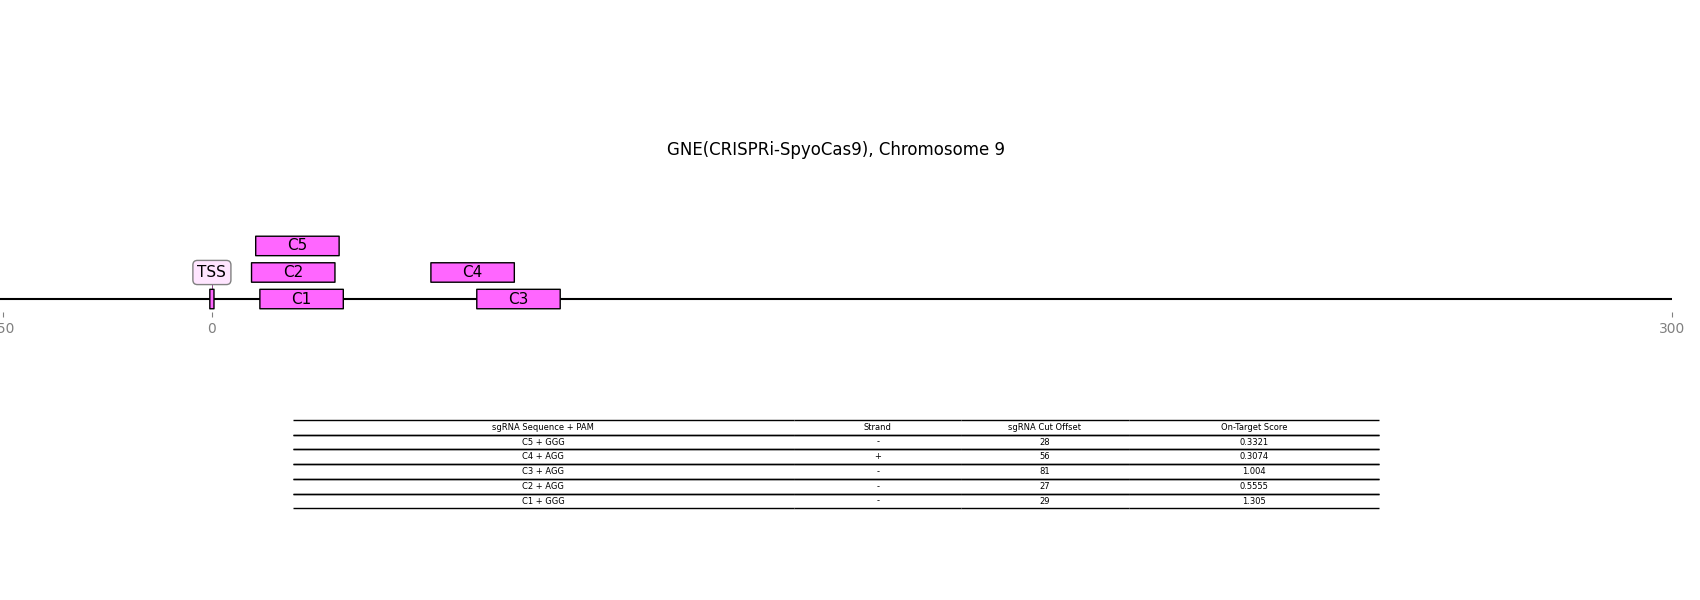 GNE(CRISPRi-SpyoCas9), Chromosome 9
C5
TSS C2 C4
C1 C3
50 0 300
sgRNA Sequence + PAM Strand sgRNA Cut Offset On-Target Score
C5 + GGG - 28 0.3321
C4 + AGG + 56 0.3074
C3 + AGG - 81 1.004
C2 + AGG - 27 0.5555
C1 + GGG - 29 1.305